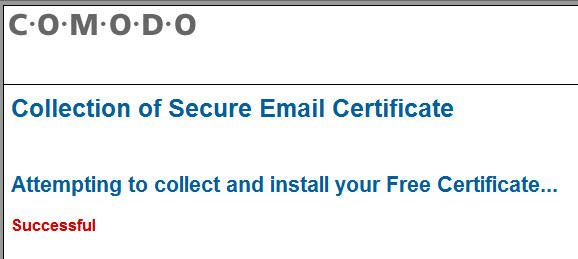 C·O·M·O·D·O
Collection of Secure Email Certificate
Attempting to collect and install your Free Certificate...
Successful